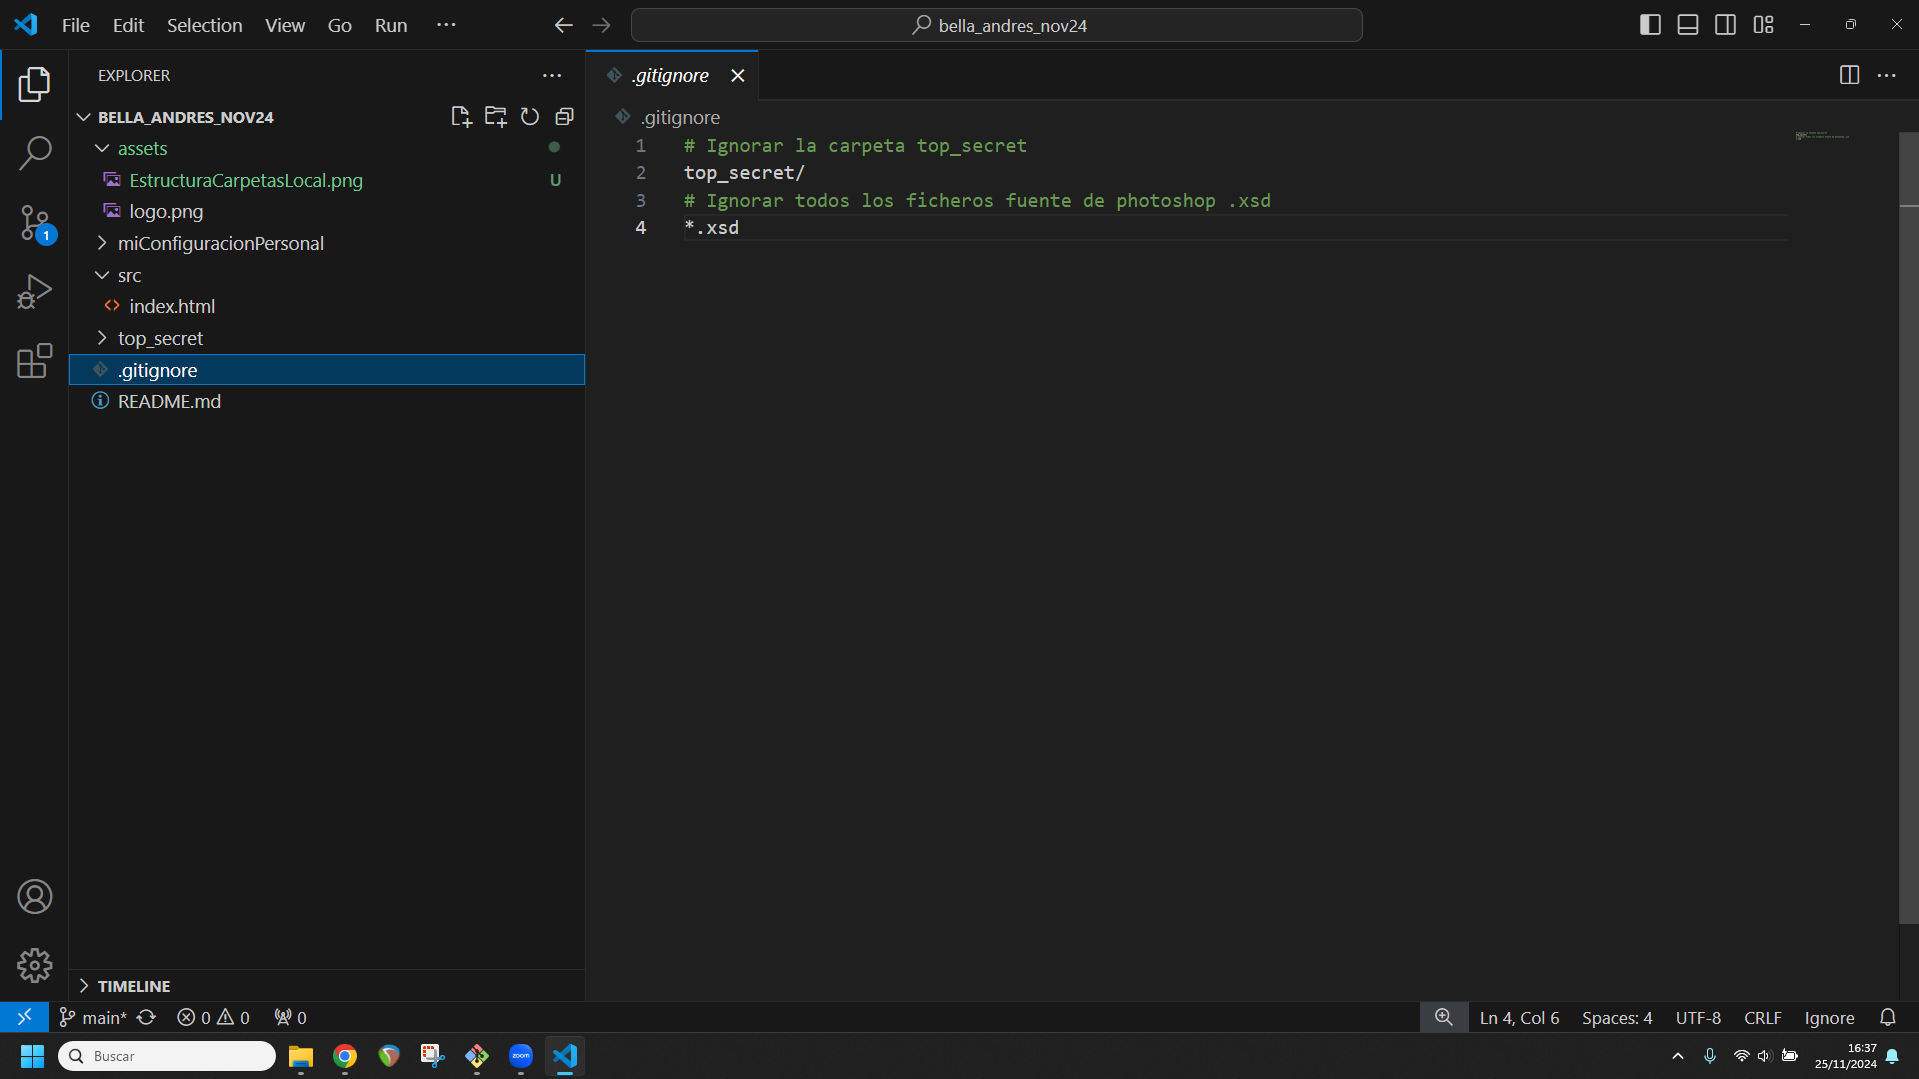 File Edit Selection View Go Run ···
bella_andres_nov24
EXPLORER
.gitignore
BELLA_ANDRES_NOV24
.gitignore
assets
EstructuraCarpetasLocal.png U
logo.png
miConfiguracionPersonal
src
index.html
top_secret
.gitignore
README.md
1 # Ignorar la carpeta top_secret
2 top_secret/
3 # Ignorar todos los ficheros fuente de photoshop .xsd
4 *.xsd
1
TIMELINE
main* 0 0 0
Ln 4, Col 6 Spaces: 4 UTF-8 CRLF Ignore
Buscar
zoom
16:37
25/11/2024